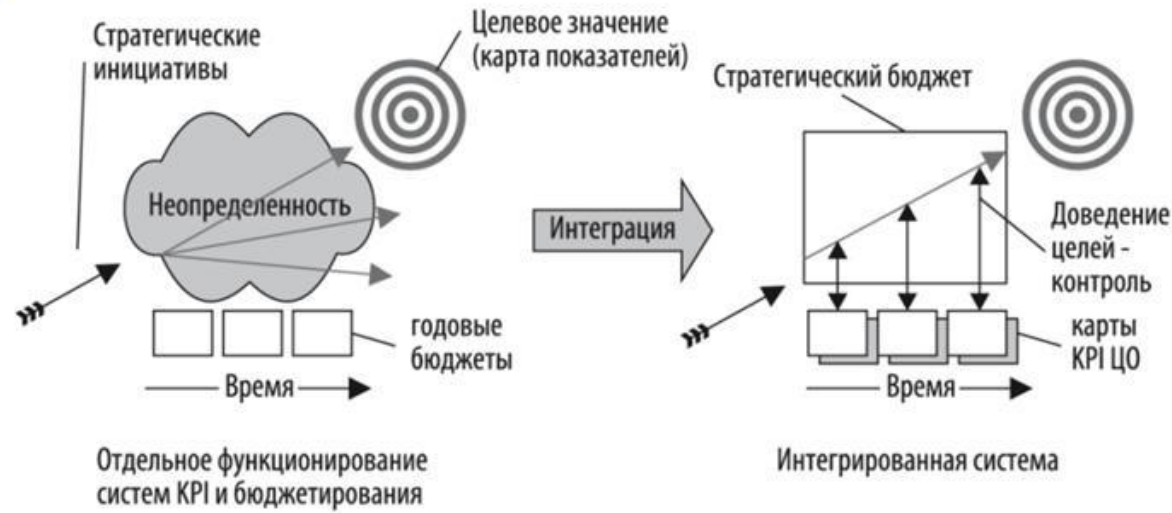 Стратегические
инициативы
Целевое значение
(карта показателей)
Неопределенность
годовые
бюджеты
Время
Отдельное функционирование
систем KPI и бюджетирования
Интеграция
Стратегический бюджет
Доведение
целей -
контроль
карты
KPI ЦО
Время
Интегрированная система